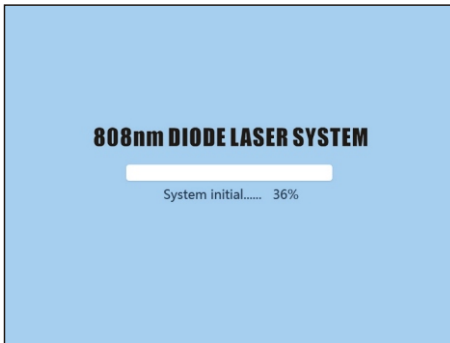 808nm DIODE LASER SYSTEM
System initial...... 36%